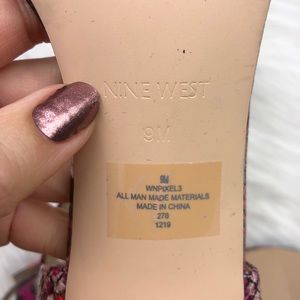 NINE WEST
9M
9M
WNPIXEL3
ALL MAN MADE MATERIALS
MADE IN CHINA
276
1219